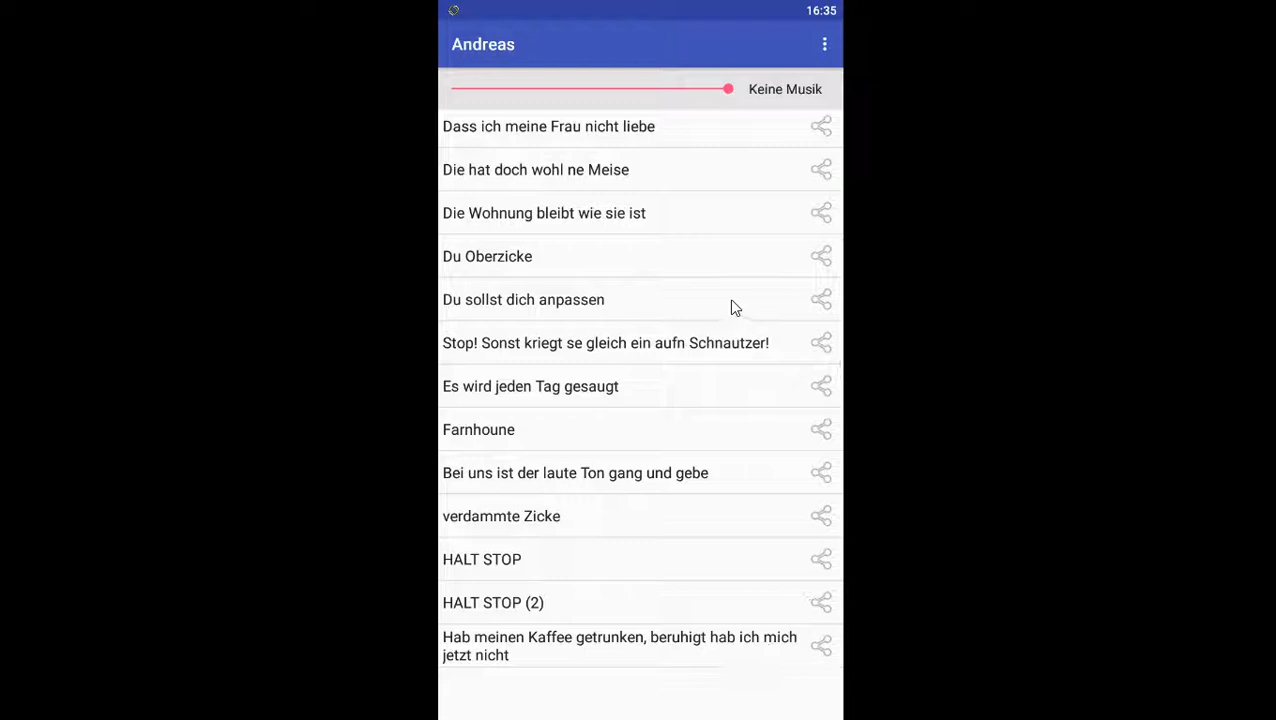 16:35
Andreas
Keine Musik
Dass ich meine Frau nicht liebe
Die hat doch wohl ne Meise
Die Wohnung bleibt wie sie ist
Du Oberzicke
Du sollst dich anpassen
Stop! Sonst kriegt se gleich ein aufn Schnautzer!
Es wird jeden Tag gesaugt
Farnhoune
Bei uns ist der laute Ton gang und gebe
verdammte Zicke
HALT STOP
HALT STOP (2)
Hab meinen Kaffee getrunken, beruhigt hab ich mich
jetzt nicht